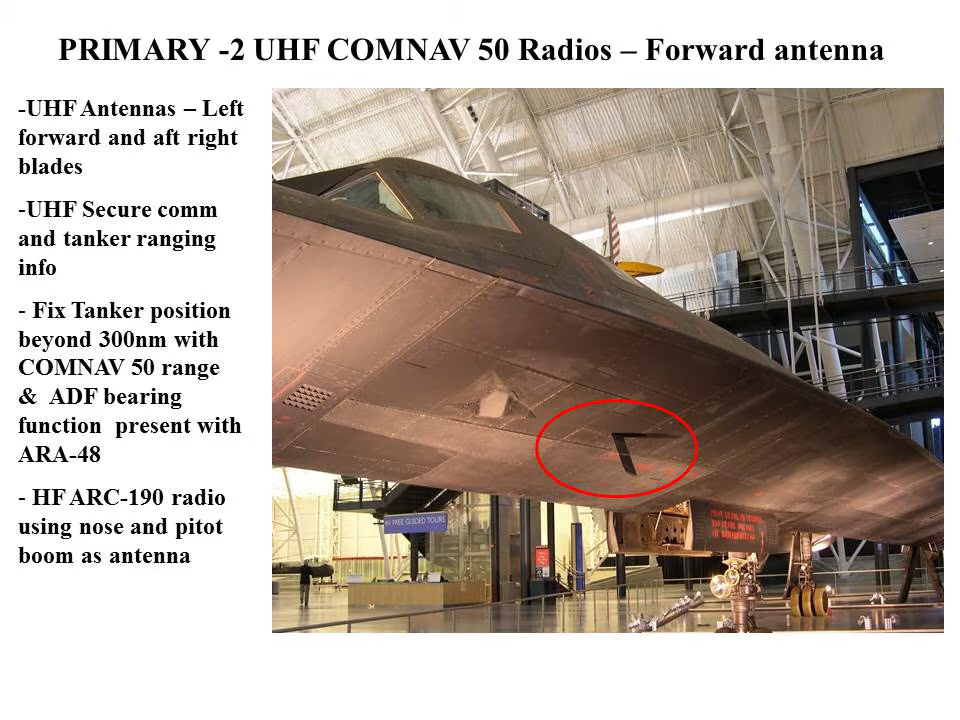 PRIMARY -2 UHF COMNAV 50 Radios – Forward antenna
-UHF Antennas – Left
forward and aft right
blades
-UHF Secure comm
and tanker ranging
info
- Fix Tanker position
beyond 300nm with
COMNAV 50 range
& ADF bearing
function present with
ARA-48
- HF ARC-190 radio
using nose and pitot
boom as antenna
FREE GUIDED TOURS